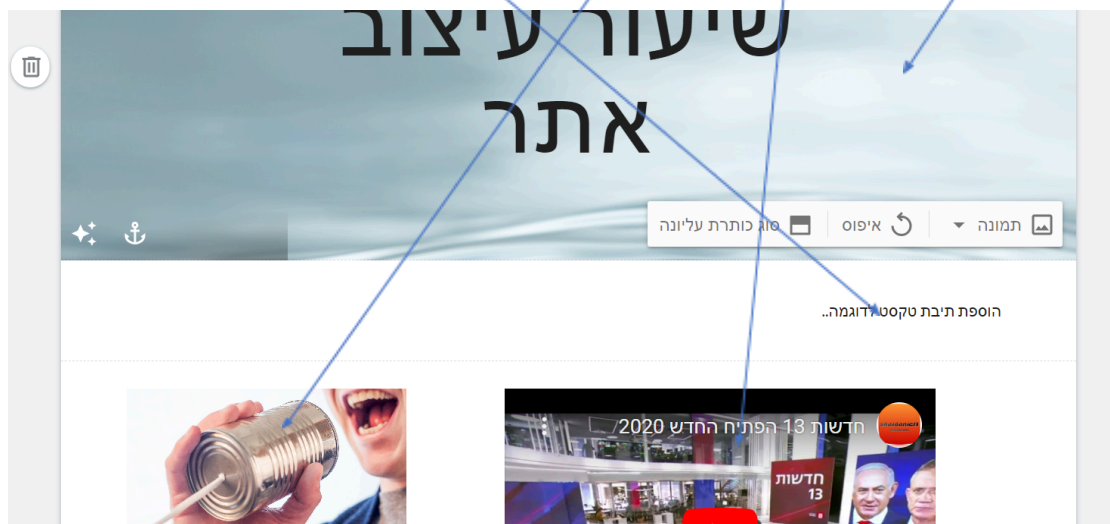 שיעור עיצוב
אתר
תמונה
איפוס
סוג כותרת עליונה
הוספת תיבת טקסט לדוגמה..
חדשות 13 הפתיח החדש 2020
חדשות
13